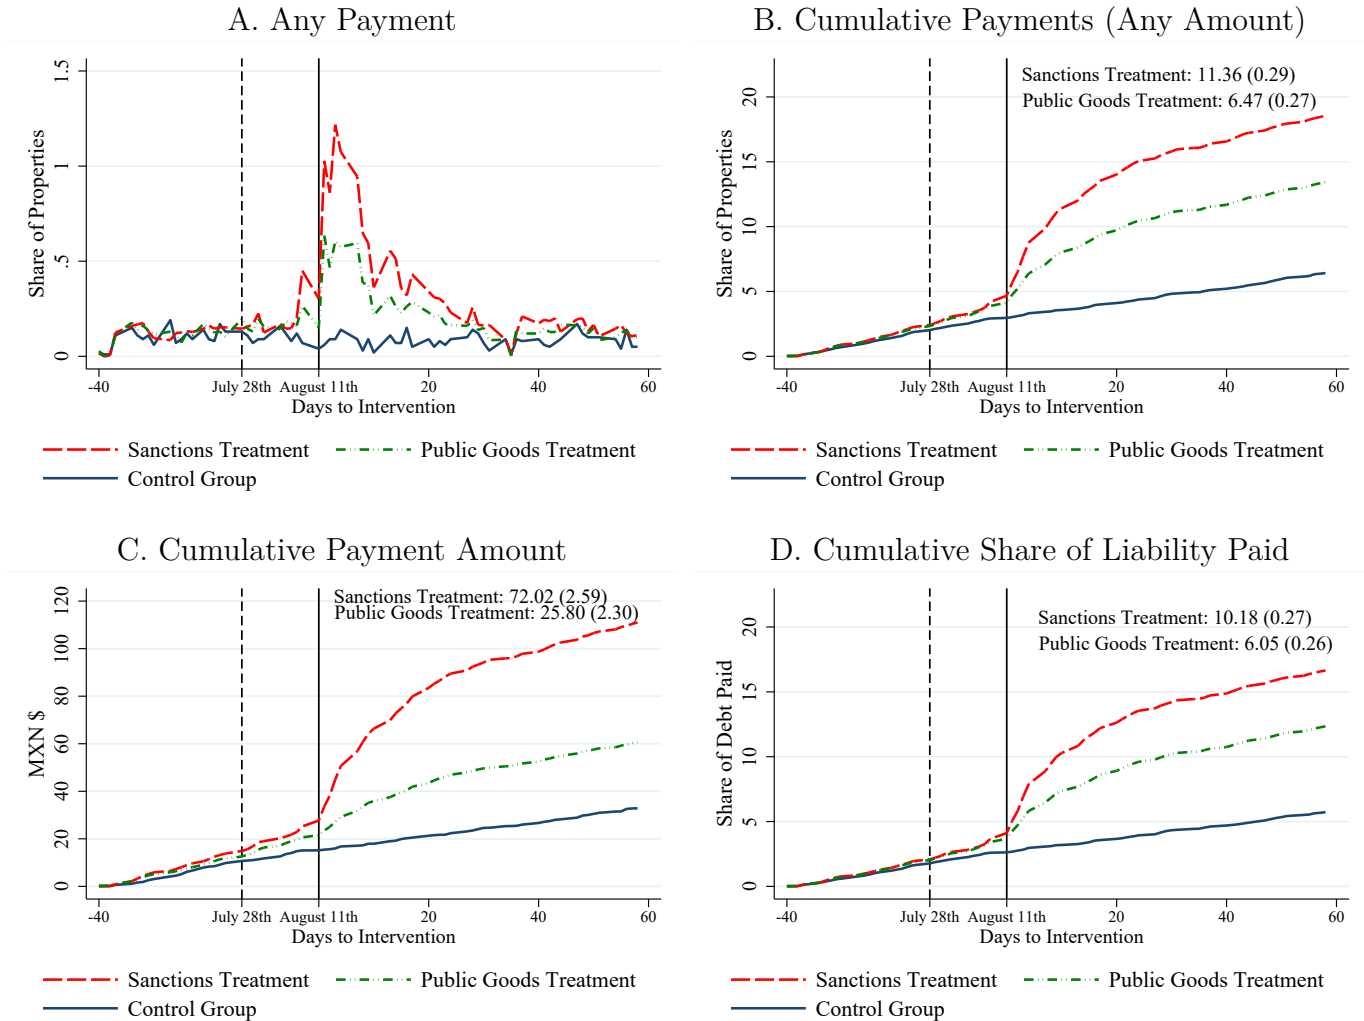 A. Any Payment
Share of Properties
1.5
1
.5
0
-40
July 28th
August 11th
20
40
60
Days to Intervention
Sanctions Treatment
Public Goods Treatment
Control Group
B. Cumulative Payments (Any Amount)
Sanctions Treatment: 11.36 (0.29)
Public Goods Treatment: 6.47 (0.27)
Share of Properties
20
15
10
5
0
-40
July 28th
August 11th
20
40
60
Days to Intervention
Sanctions Treatment
Public Goods Treatment
Control Group
C. Cumulative Payment Amount
Sanctions Treatment: 72.02 (2.59)
Public Goods Treatment: 25.80 (2.30)
MXN $
120
100
80
60
40
20
0
-40
July 28th
August 11th
20
40
60
Days to Intervention
Sanctions Treatment
Public Goods Treatment
Control Group
D. Cumulative Share of Liability Paid
Sanctions Treatment: 10.18 (0.27)
Public Goods Treatment: 6.05 (0.26)
Share of Debt Paid
20
15
10
5
0
-40
July 28th
August 11th
20
40
60
Days to Intervention
Sanctions Treatment
Public Goods Treatment
Control Group